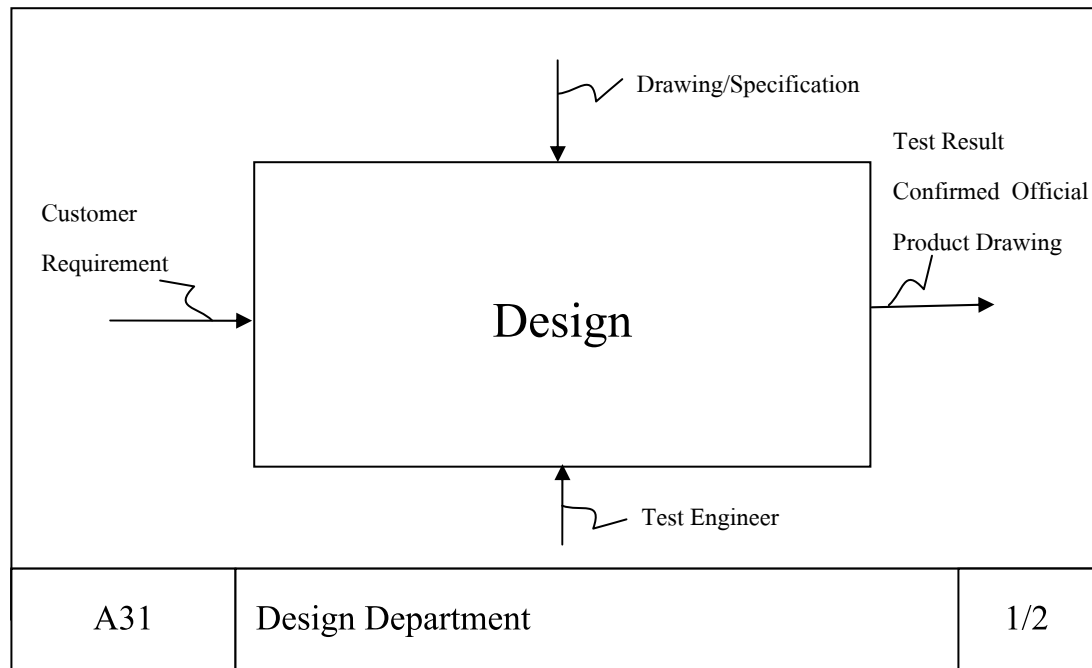 Drawing/Specification
Test Result
Confirmed Official
Product Drawing
Customer
Requirement
Design
Test Engineer
A31
Design Department
1/2